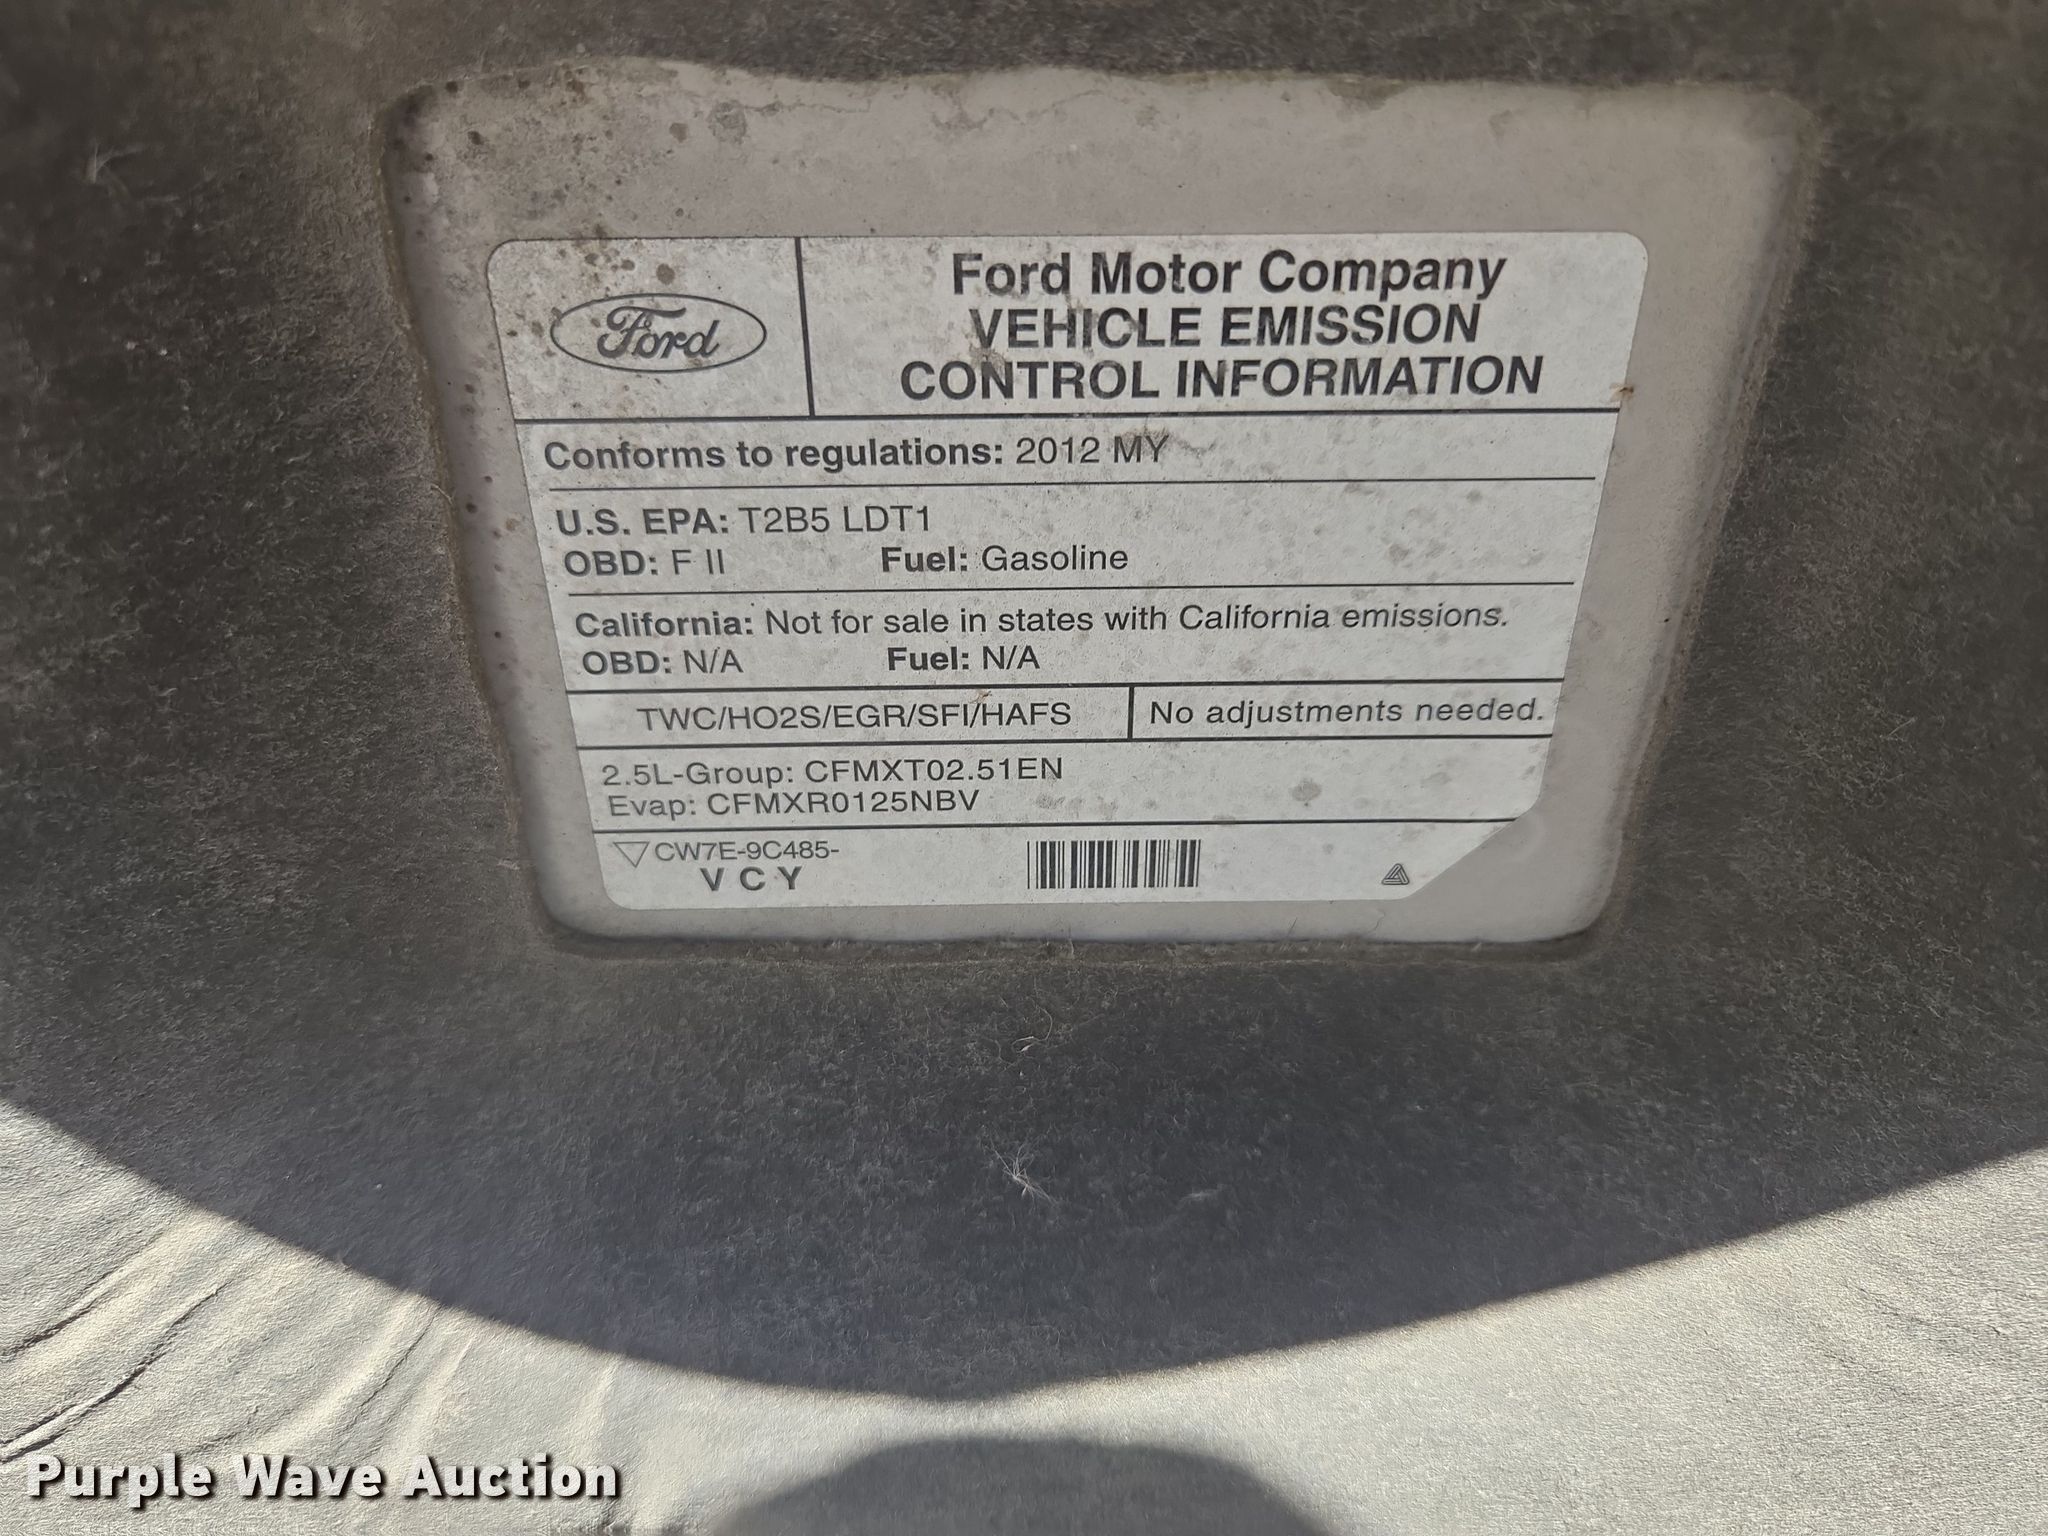 Ford
Ford Motor Company
VEHICLE EMISSION
CONTROL INFORMATION
Conforms to regulations: 2012 MY
U.S. EPA: T2B5 LDT1
OBD: F II Fuel: Gasoline
California: Not for sale in states with California emissions.
OBD: N/A Fuel: N/A
TWC/HO2S/EGR/SFI/HAFS No adjustments needed.
2.5L-Group: CFMXT02.51EN
Evap: CFMXR0125NBV
CW7E-9C485-
V C Y
Purple Wave Auction